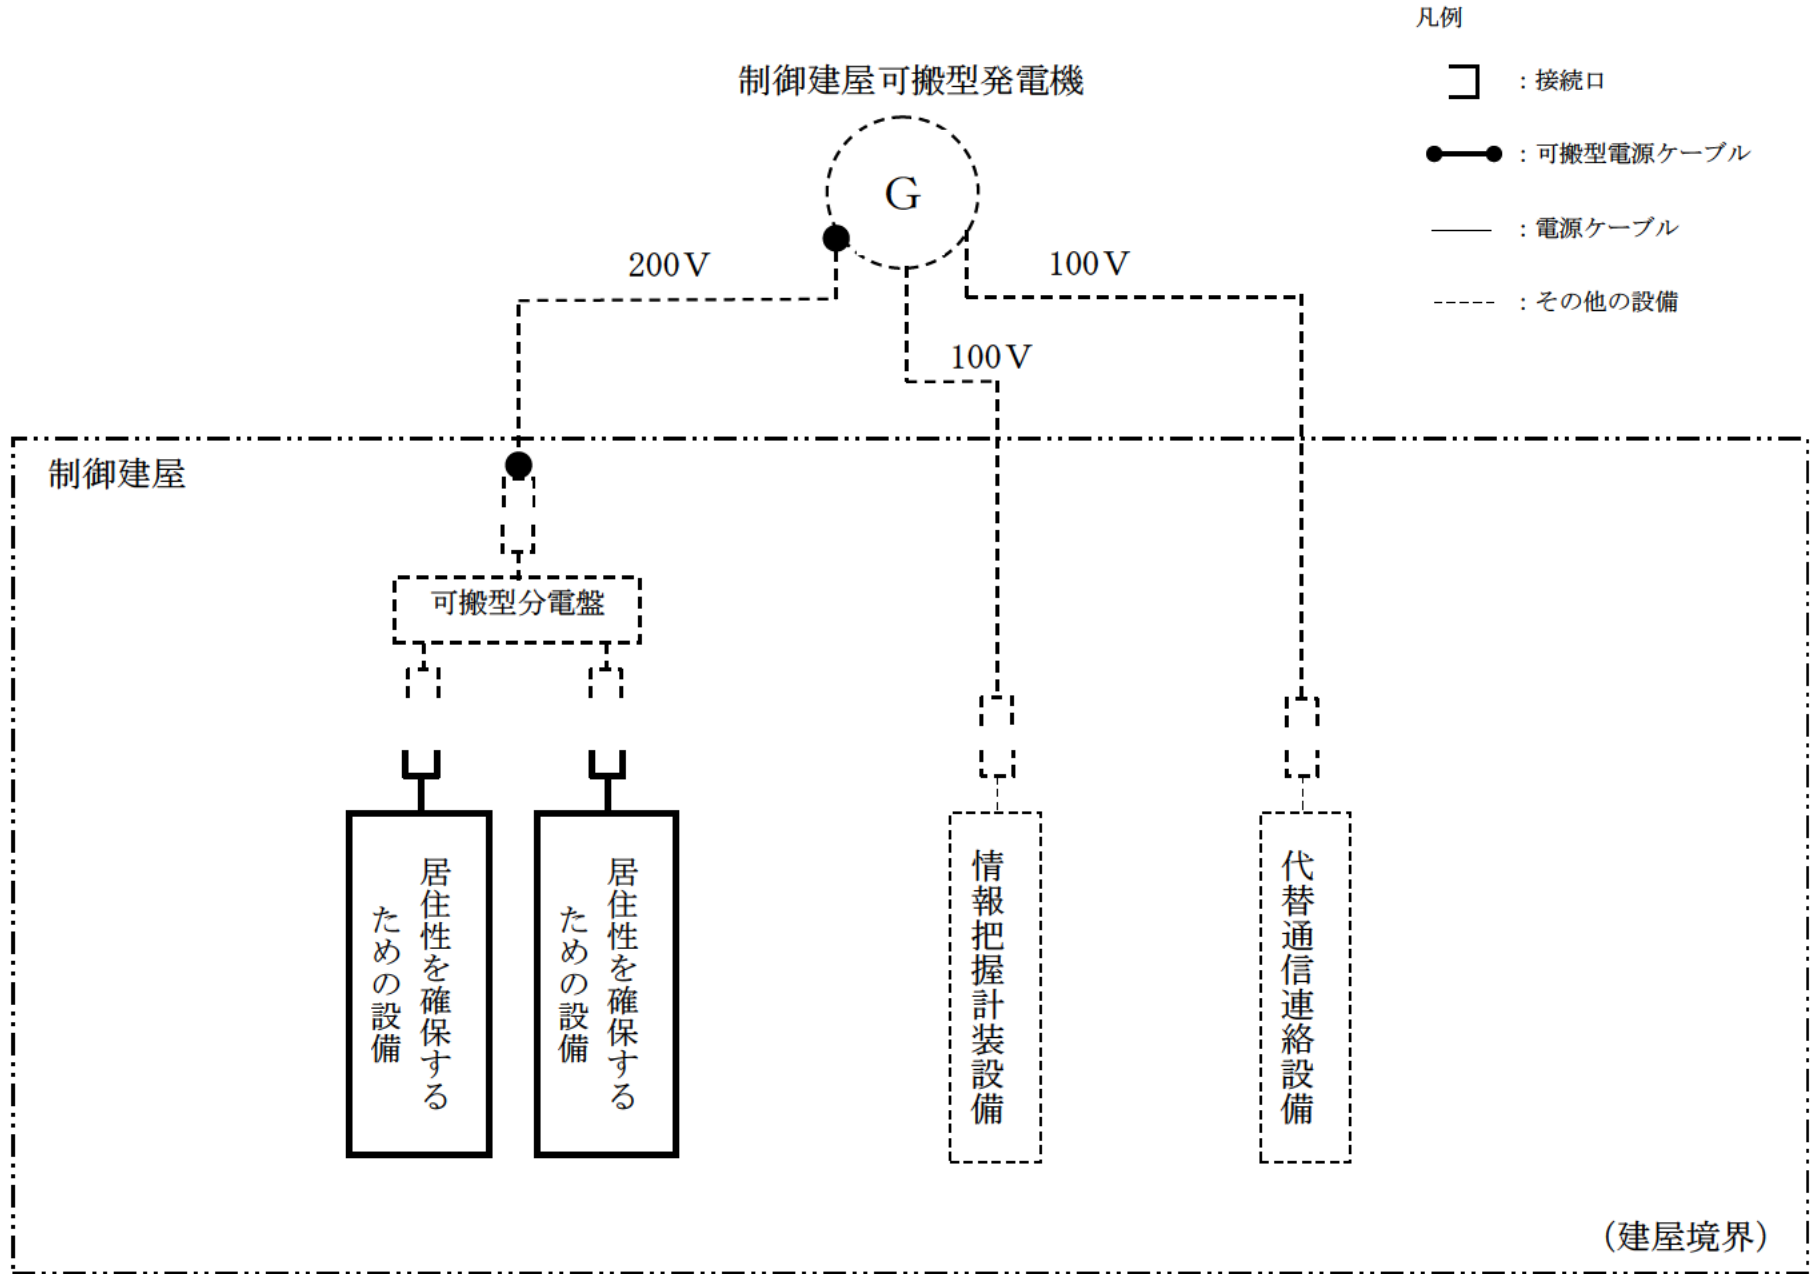 凡例
：接続口
：可搬型電源ケーブル
：電源ケーブル
：その他の設備
制御建屋可搬型発電機
G
200V
100V
100V
制御建屋
可搬型分電盤
居住性を確保する
ための設備
居住性を確保する
ための設備
情報把握計装設備
代替通信連絡設備
（建屋境界）